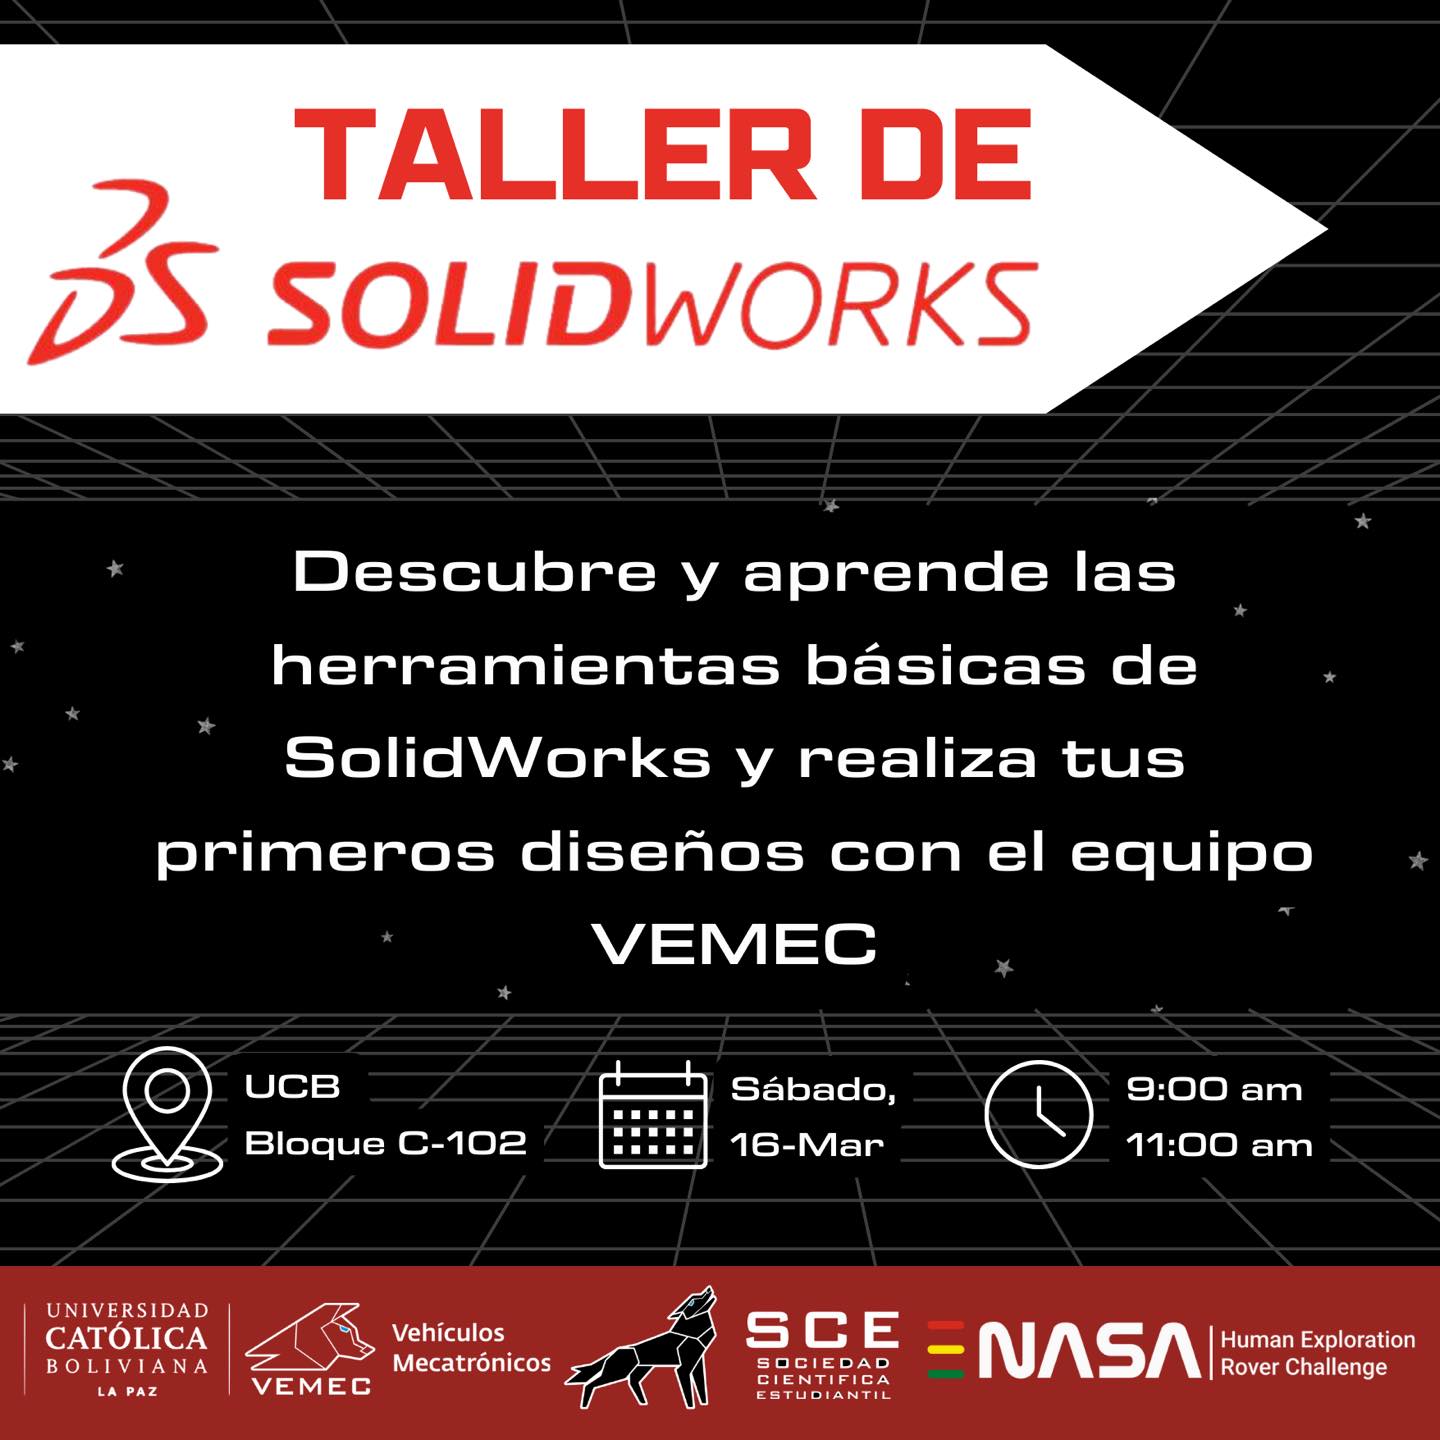 TALLER DE
SOLIDWORKS
Descubre y aprende las
herramientas básicas de
SolidWorks y realiza tus
primeros diseños con el equipo
VEMEC
UCB
Bloque C-102
Sábado,
16-Mar
9:00 am
11:00 am
UNIVERSIDAD
CATÓLICA
BOLIVIANA
LA PAZ
VEMEC
Vehículos
Mecatrónicos
SCE
SOCIEDAD
CIENTIFICA
ESTUDIANTIL
NASA
Human Exploration
Rover Challenge